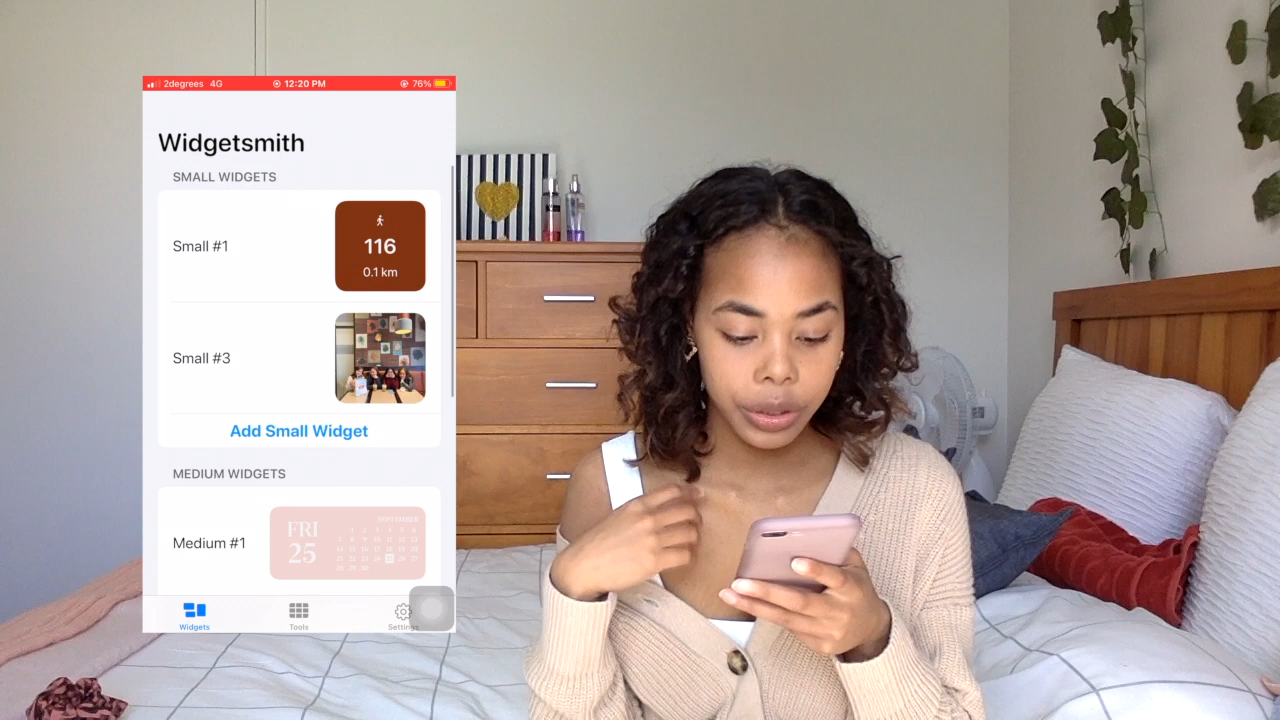 2degrees 4G 12:20 PM 76%
Widgetsmith
SMALL WIDGETS
Small #1
116
0.1 km
Small #3
Add Small Widget
MEDIUM WIDGETS
Medium #1
FRI
25
SEPTEMBER
Widgets
Tools
Settings